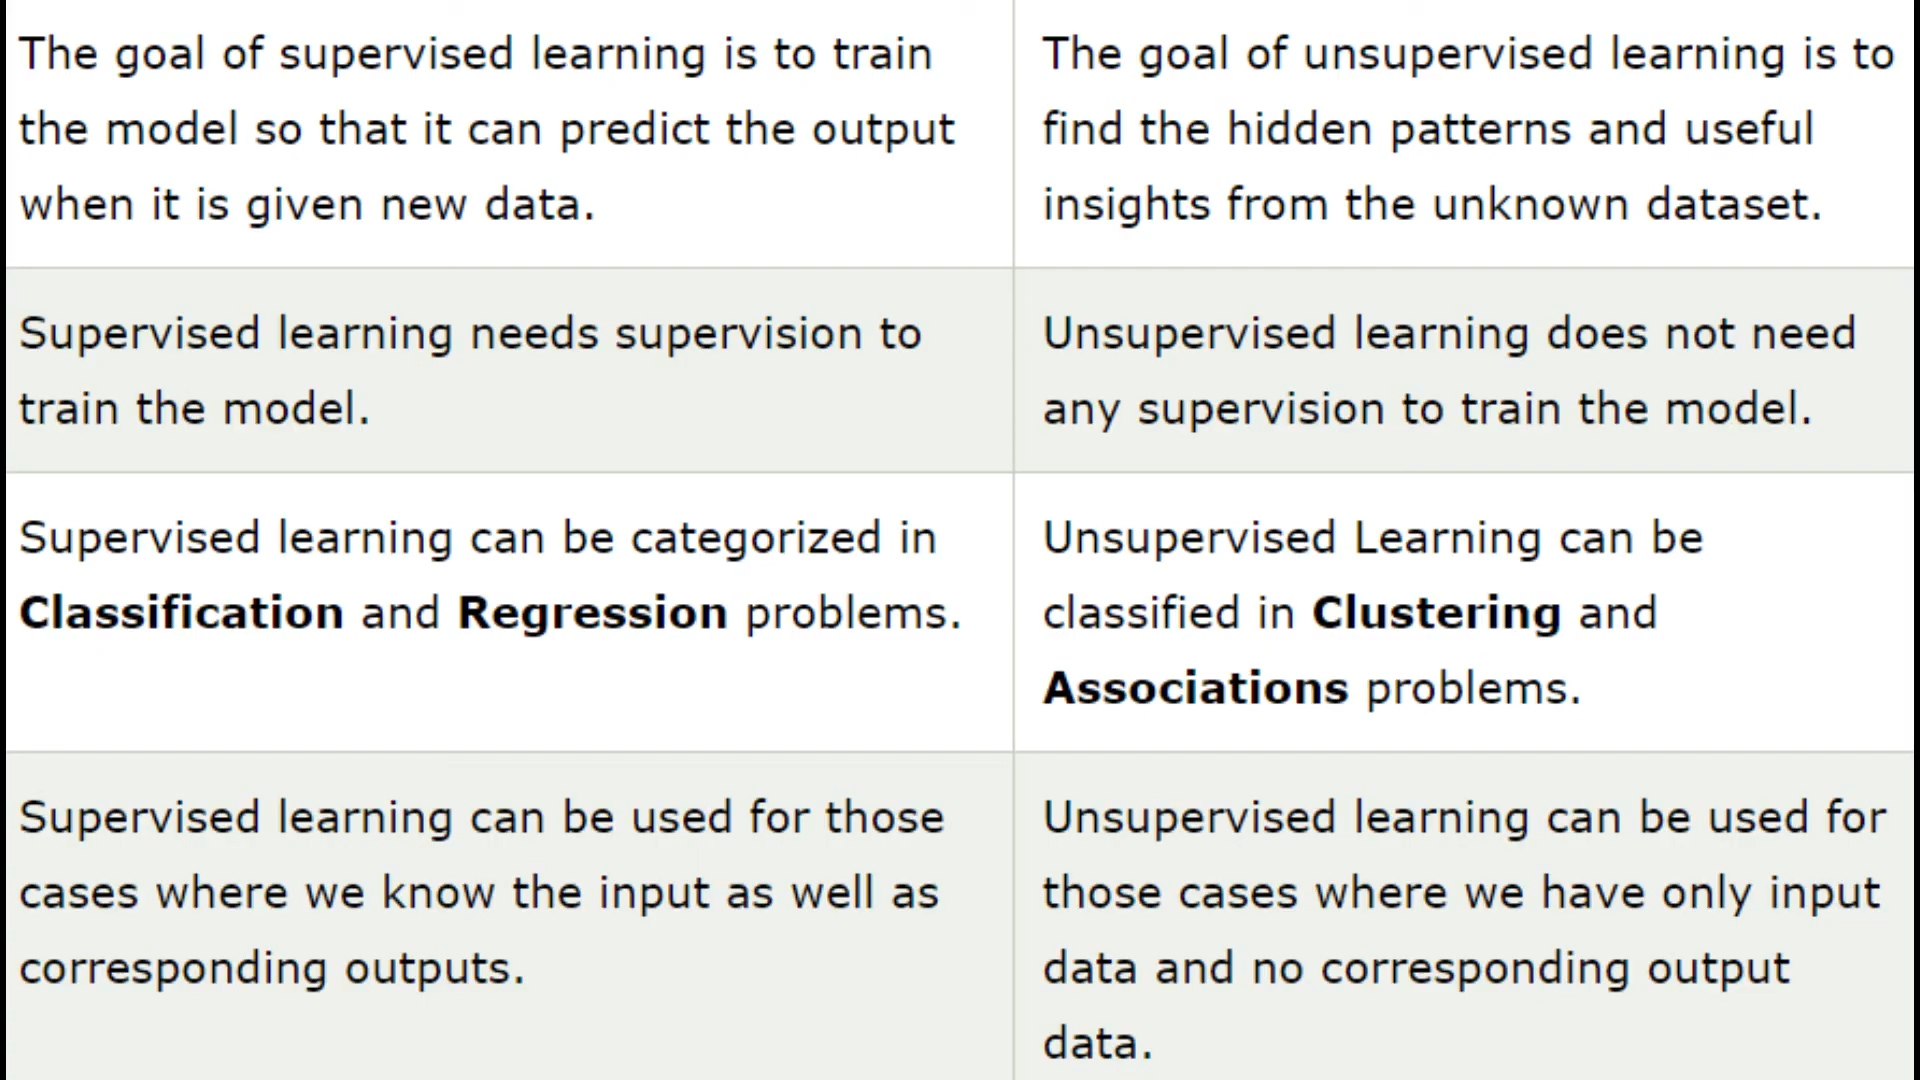 The goal of supervised learning is to train
the model so that it can predict the output
when it is given new data.
The goal of unsupervised learning is to
find the hidden patterns and useful
insights from the unknown dataset.
Supervised learning needs supervision to
train the model.
Unsupervised learning does not need
any supervision to train the model.
Supervised learning can be categorized in
Classification and Regression problems.
Unsupervised Learning can be
classified in Clustering and
Associations problems.
Supervised learning can be used for those
cases where we know the input as well as
corresponding outputs.
Unsupervised learning can be used for
those cases where we have only input
data and no corresponding output
data.